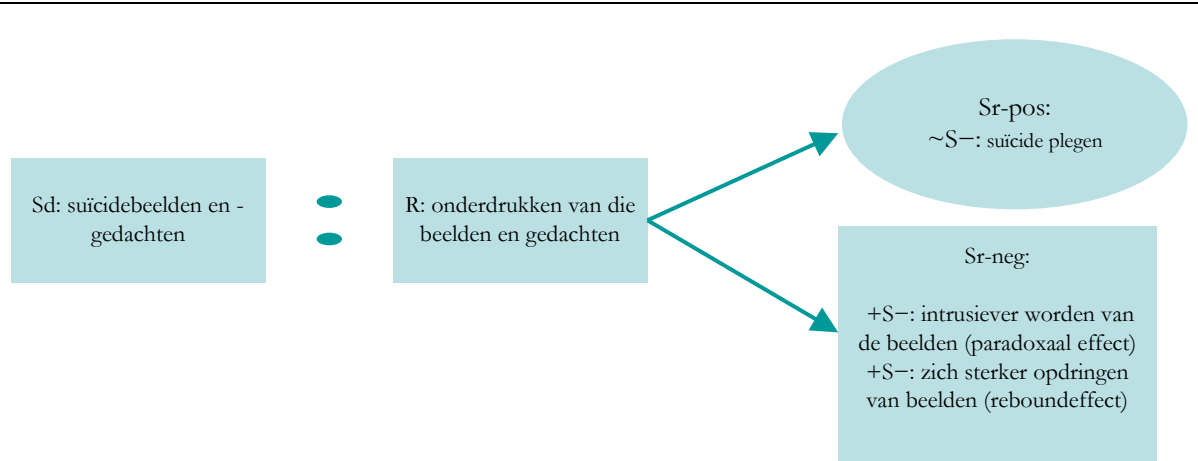 Sd: suïcidebeelden en -
gedachten
R: onderdrukken van die
beelden en gedachten
Sr-pos:
~S−: suïcide plegen
Sr-neg:
+S−: intrusiever worden van
de beelden (paradoxaal effect)
+S−: zich sterker opdringen
van beelden (reboundeffect)